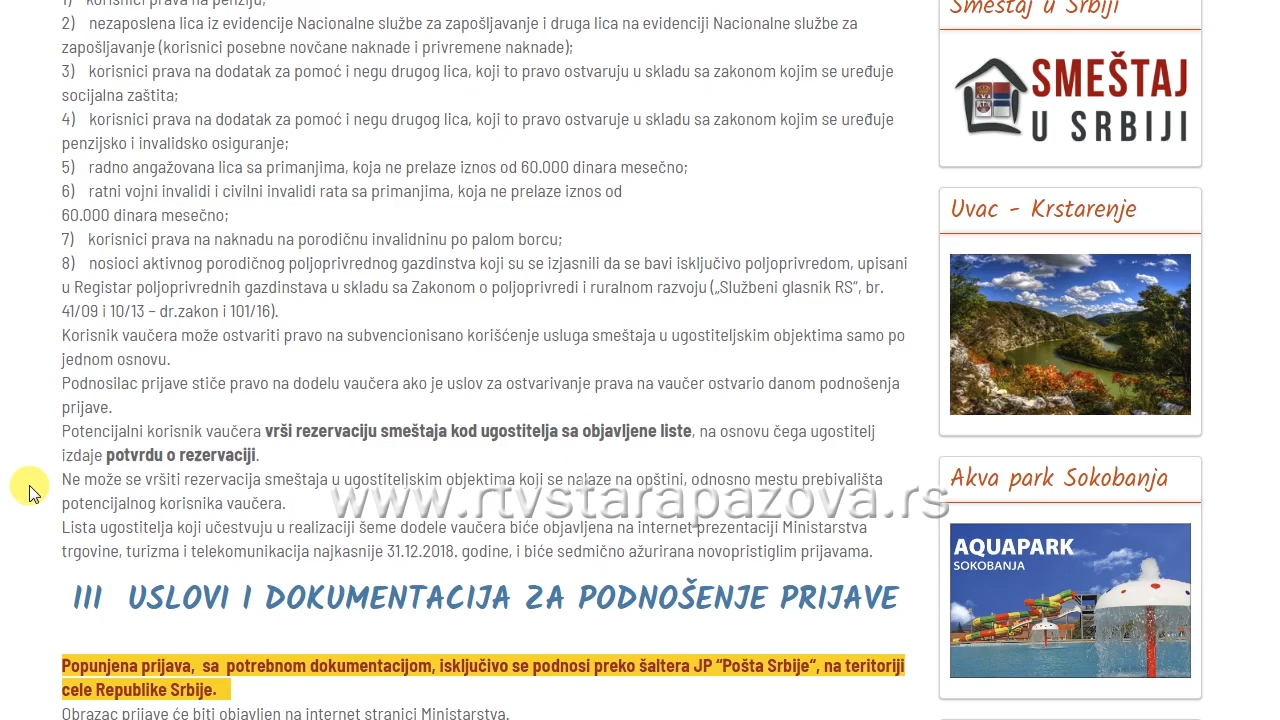 1) korisnici prava na penziju;
2) nezaposlena lica iz evidencije Nacionalne službe za zapošljavanje i druga lica na evidenciji Nacionalne službe za
zapošljavanje (korisnici posebne novčane naknade i privremene naknade);
3) korisnici prava na dodatak za pomoć i negu drugog lica, koji to pravo ostvaruju u skladu sa zakonom kojim se uređuje
socijalna zaštita;
4) korisnici prava na dodatak za pomoć i negu drugog lica, koji to pravo ostvaruje u skladu sa zakonom kojim se uređuje
penzijsko i invalidsko osiguranje;
5) radno angažovana lica sa primanjima, koja ne prelaze iznos od 60.000 dinara mesečno;
6) ratni vojni invalidi i civilni invalidi rata sa primanjima, koja ne prelaze iznos od
60.000 dinara mesečno;
7) korisnici prava na naknadu na porodičnu invalidninu po palom borcu;
8) nosioci aktivnog porodičnog poljoprivrednog gazdinstva koji su se izjasnili da se bavi isključivo poljoprivredom, upisani
u Registar poljoprivrednih gazdinstava u skladu sa Zakonom o poljoprivredi i ruralnom razvoju („Službeni glasnik RS“, br.
41/09 i 10/13 – dr.zakon i 101/16).
Korisnik vaučera može ostvariti pravo na subvencionisano korišćenje usluga smeštaja u ugostiteljskim objektima samo po
jednom osnovu.
Podnosilac prijave stiče pravo na dodelu vaučera ako je uslov za ostvarivanje prava na vaučer ostvario danom podnošenja
prijave.
Potencijalni korisnik vaučera vrši rezervaciju smeštaja kod ugostitelja sa objavljene liste, na osnovu čega ugostitelj
izdaje potvrdu o rezervaciji.
Ne može se vršiti rezervacija smeštaja u ugostiteljskim objektima koji se nalaze na opštini, odnosno mestu prebivališta
potencijalnog korisnika vaučera.
www.rtvstarapazova.rs
Lista ugostitelja koji učestvuju u realizaciji šeme dodele vaučera biće objavljena na internet prezentaciji Ministarstva
trgovine, turizma i telekomunikacija najkasnije 31.12.2018. godine, i biće sedmično ažurirana novopristiglim prijavama.
III USLOVI I DOKUMENTACIJA ZA PODNOŠENJE PRIJAVE
Popunjena prijava, sa potrebnom dokumentacijom, isključivo se podnosi preko šaltera JP “Pošta Srbije“, na teritoriji
cele Republike Srbije.
Obrazac prijave će biti objavljen na internet stranici Ministarstva.
Smeštaj u Srbiji
SMEŠTAJ
U SRBIJI
Uvac - Krstarenje
Akva park Sokobanja
AQUAPARK
SOKOBANJA